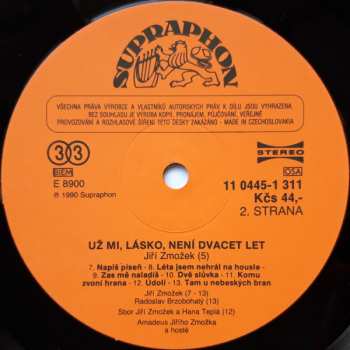 SUPRAPHON
VŠECHNA PRÁVA VÝROBCE A VLASTNÍKŮ AUTORSKÝCH PRÁV K DÍLU JSOU VYHRAZENA.
BEZ SOUHLASU JE VÝROBA KOPIÍ, PRONÁJEM, PŮJČOVÁNÍ, VEŘEJNÉ
PROVOZOVÁNÍ A ROZHLASOVÉ ŠÍŘENÍ TÉTO DESKY ZAKÁZÁNO - MADE IN CZECHOSLOVAKIA
33
STEREO
BIEM
OSA
E 8900
11 0445-1 311
℗ 1990 Supraphon
Kčs 44,-
2. STRANA
UŽ MI, LÁSKO, NENÍ DVACET LET
Jiří Zmožek (5)
7. Napiš píseň - 8. Léta jsem nehrál na housle -
9. Zas mě naladíš - 10. Dvě slůvka - 11. Komu
zvoní hrana - 12. Údolí - 13. Tam u nebeských bran
Jiří Zmožek (7 - 13)
Radoslav Brzobohatý (13)
Sbor Jiří Zmožek a Hana Teplá (12)
Amadeus Jiřího Zmožka
a hosté